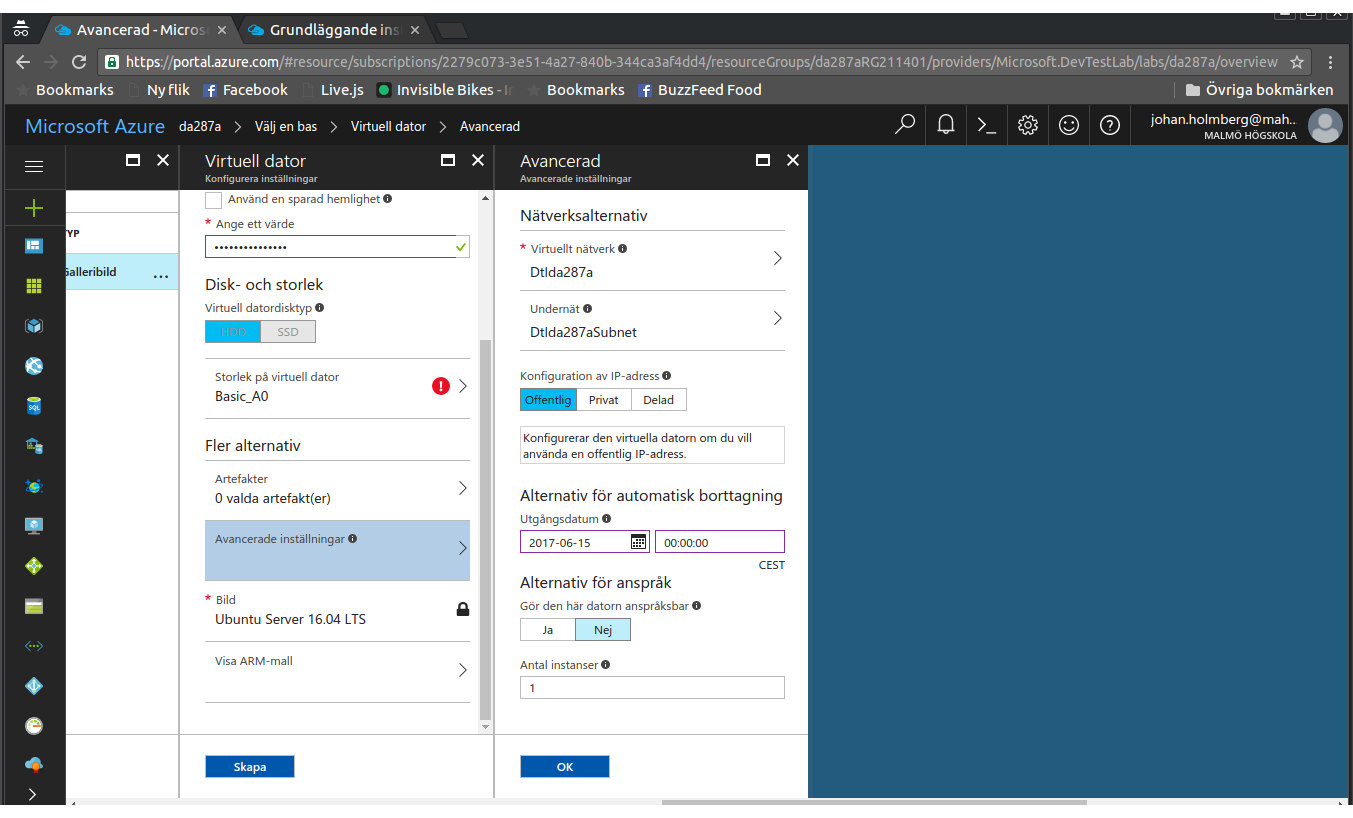 Avancerad - Micros
Grundläggande ins
https://portal.azure.com/#resource/subscriptions/2279c073-3e51-4a27-840b-344ca3af4dd4/resourceGroups/da287aRG211401/providers/Microsoft.DevTestLab/labs/da287a/overview
Bookmarks Ny flik Facebook Live.js Invisible Bikes - Bookmarks BuzzFeed Food Övriga bokmärken
Microsoft Azure da287a > Välj en bas > Virtuell dator > Avancerad
johan.holmberg@mah..
MALMÖ HÖGSKOLA
YP
Galleribild ...
Virtuell dator
Konfigurera inställningar
Använd en sparad hemlighet
* Ange ett värde
Disk- och storlek
Virtuell datordisktyp
HDD SSD
Storlek på virtuell dator
Basic_A0
Fler alternativ
Artefakter
0 valda artefakt(er)
Avancerade inställningar
* Bild
Ubuntu Server 16.04 LTS
Visa ARM-mall
Skapa
Avancerad
Avancerade inställningar
Nätverksalternativ
* Virtuellt nätverk
Dtlda287a
Undernät
Dtlda287aSubnet
Konfiguration av IP-adress
Offentlig Privat Delad
Konfigurerar den virtuella datorn om du vill
använda en offentlig IP-adress.
Alternativ för automatisk borttagning
Utgångsdatum
2017-06-15 00:00:00
CEST
Alternativ för anspråk
Gör den här datorn anspråksbar
Ja Nej
Antal instanser
1
OK
SQL